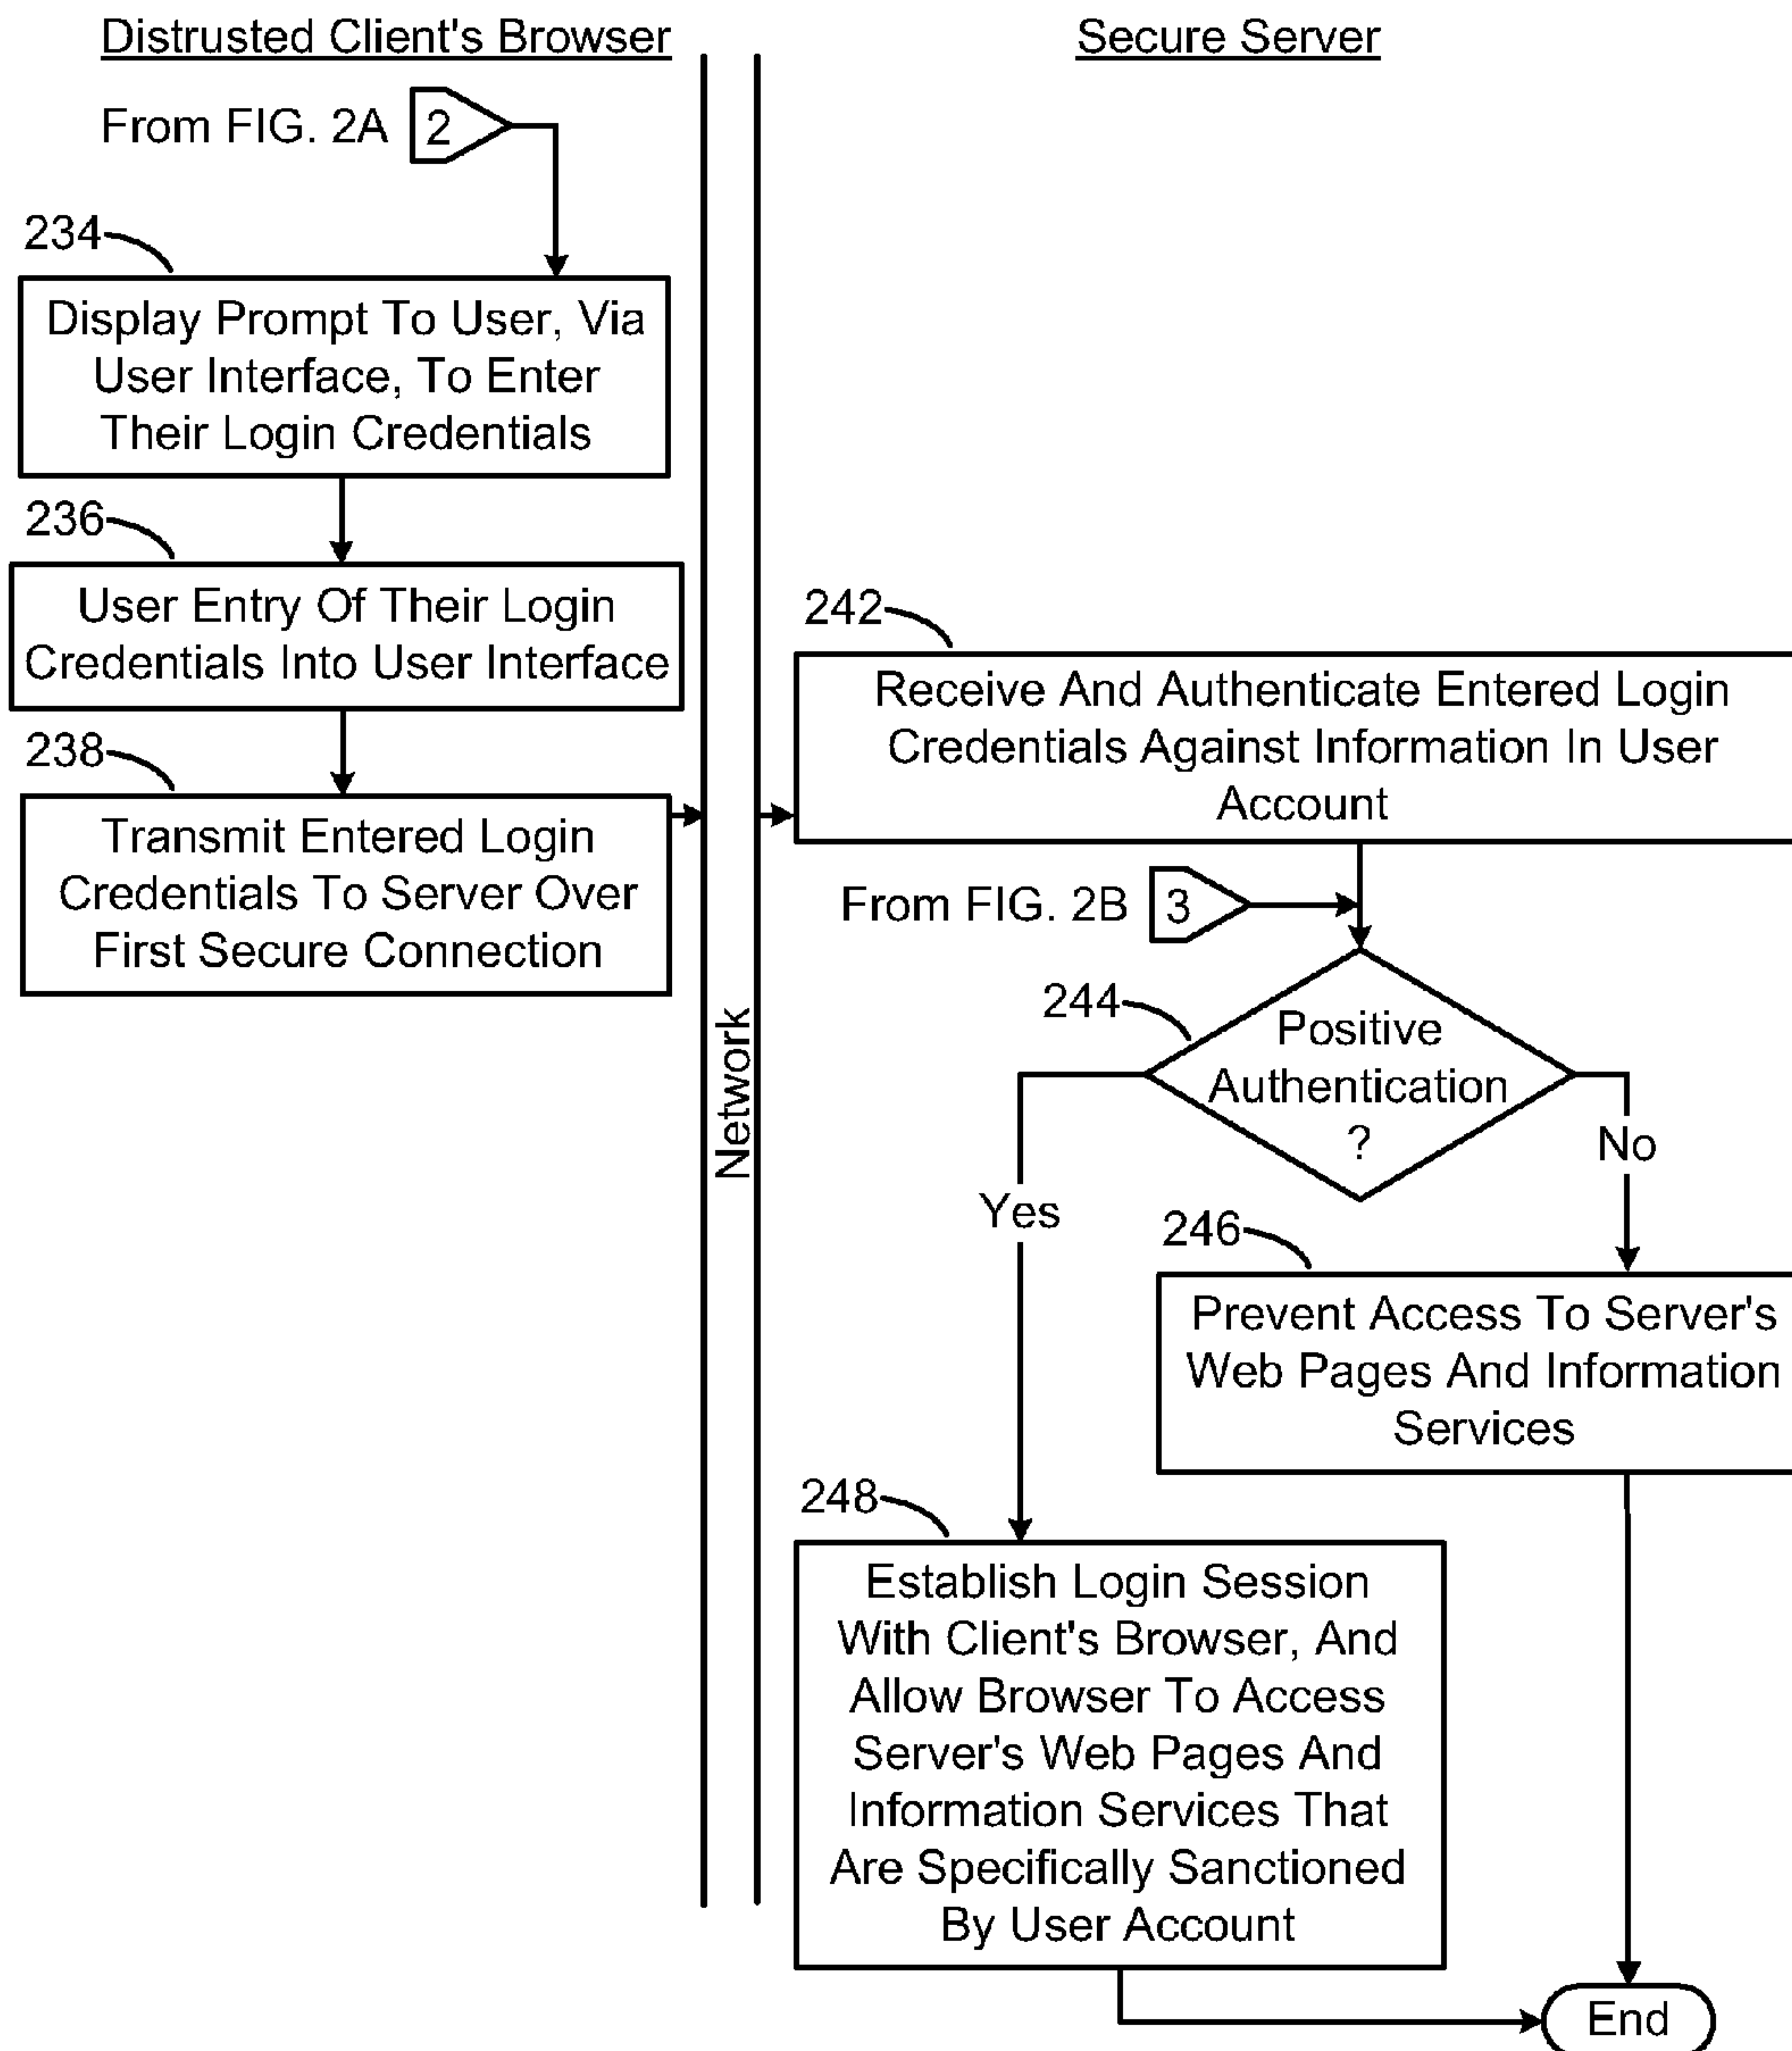 Distrusted Client's Browser
Secure Server
From FIG. 2A
2
234
Display Prompt To User, Via
User Interface, To Enter
Their Login Credentials
236
User Entry Of Their Login
Credentials Into User Interface
238
Transmit Entered Login
Credentials To Server Over
First Secure Connection
Network
242
Receive And Authenticate Entered Login
Credentials Against Information In User
Account
From FIG. 2B
3
244
Positive
Authentication
?
Yes
No
246
Prevent Access To Server's
Web Pages And Information
Services
248
Establish Login Session
With Client's Browser, And
Allow Browser To Access
Server's Web Pages And
Information Services That
Are Specifically Sanctioned
By User Account
End